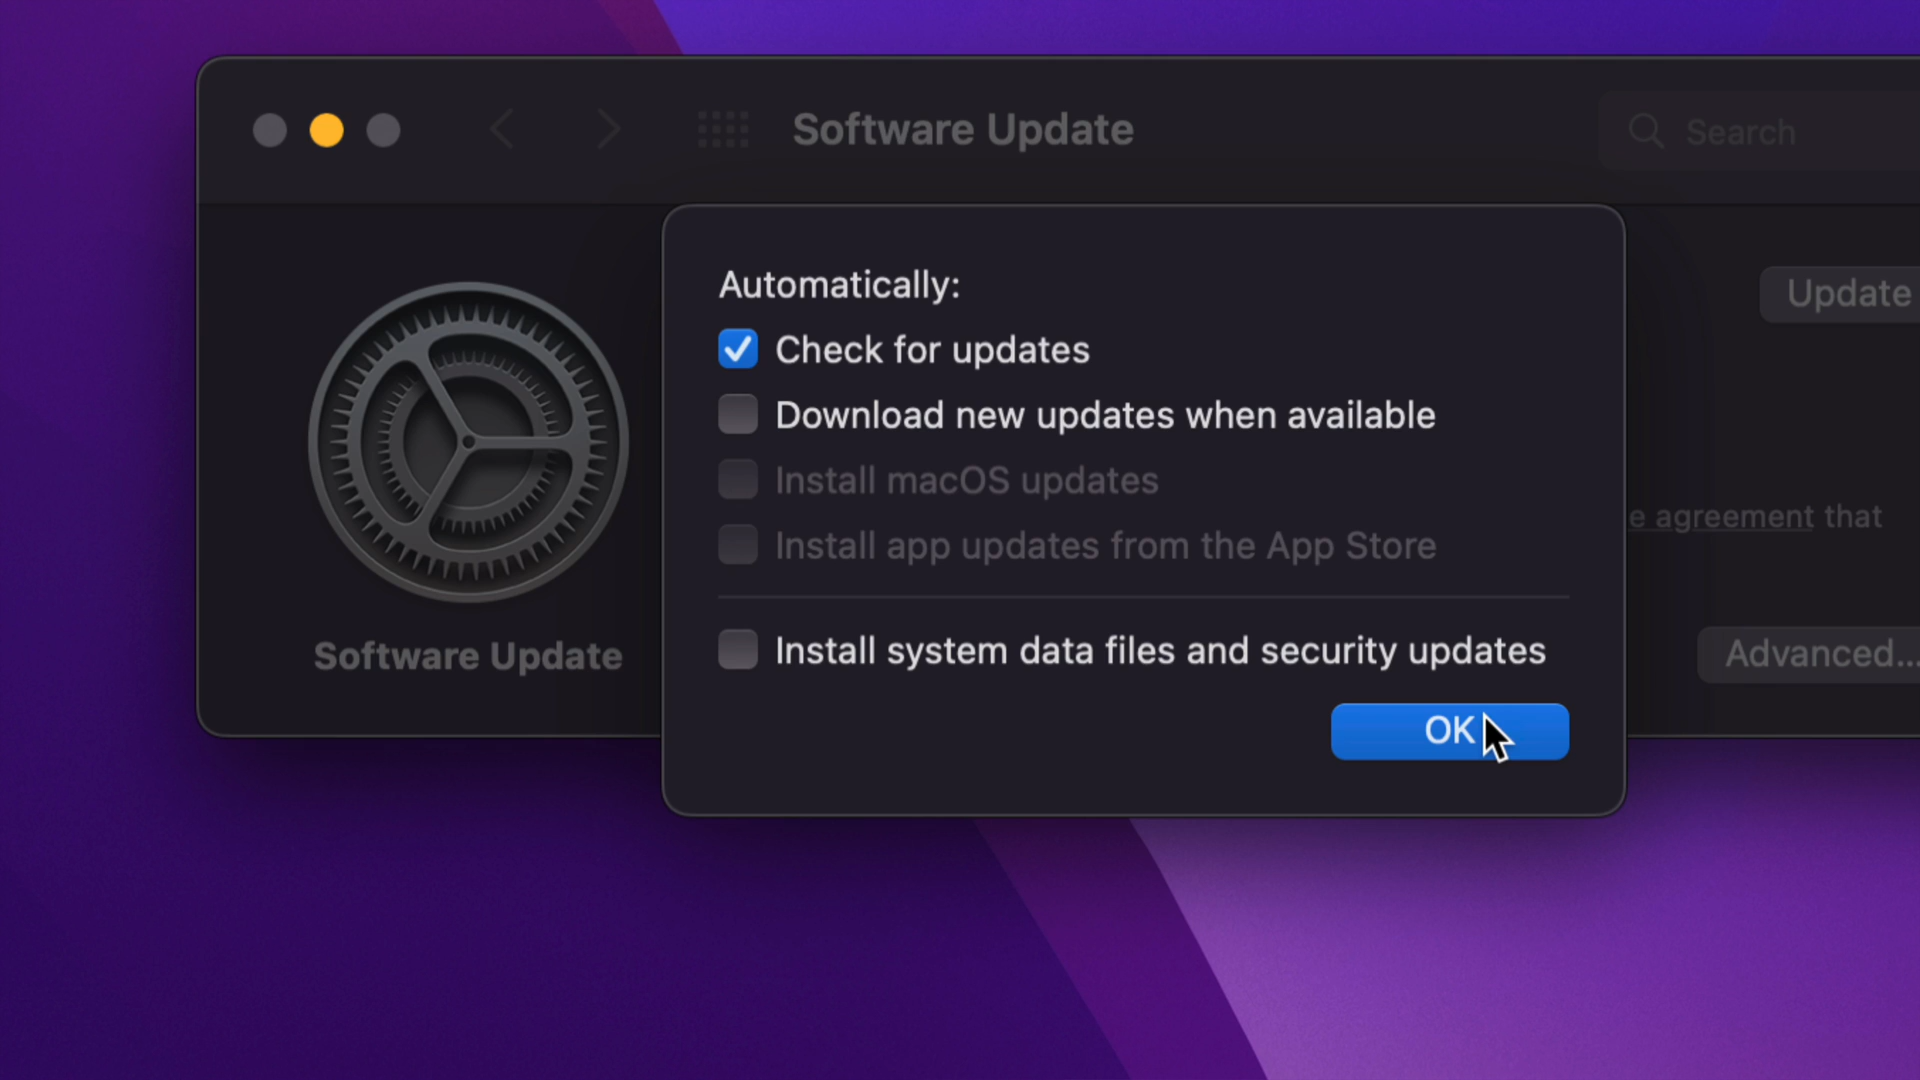 Software Update
Search
Automatically:
Check for updates
Update
Download new updates when available
Install macOS updates
e agreement that
Install app updates from the App Store
Install system data files and security updates
Software Update
Advanced...
OK